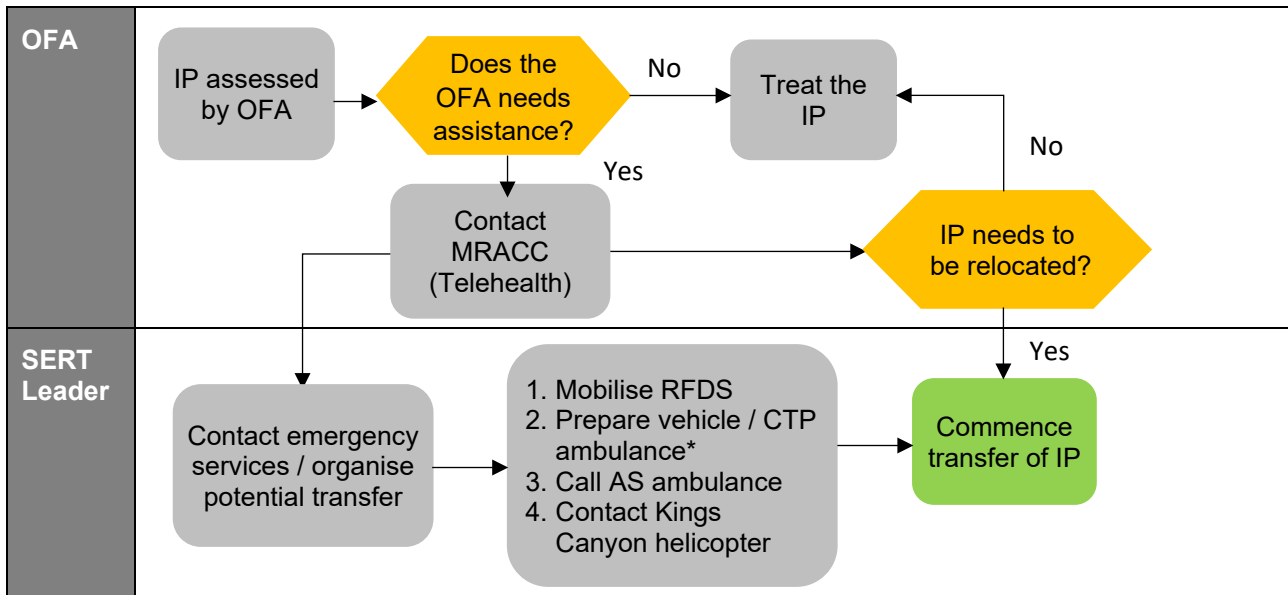 OFA
IP assessed
by OFA
Does the
OFA needs
assistance?
No
Treat the
IP
Yes
No
Contact
MRACC
(Telehealth)
IP needs to
be relocated?
SERT
Leader
Yes
Contact emergency
services / organise
potential transfer
1. Mobilise RFDS
2. Prepare vehicle / CTP
ambulance*
3. Call AS ambulance
4. Contact Kings
Canyon helicopter
Commence
transfer of IP